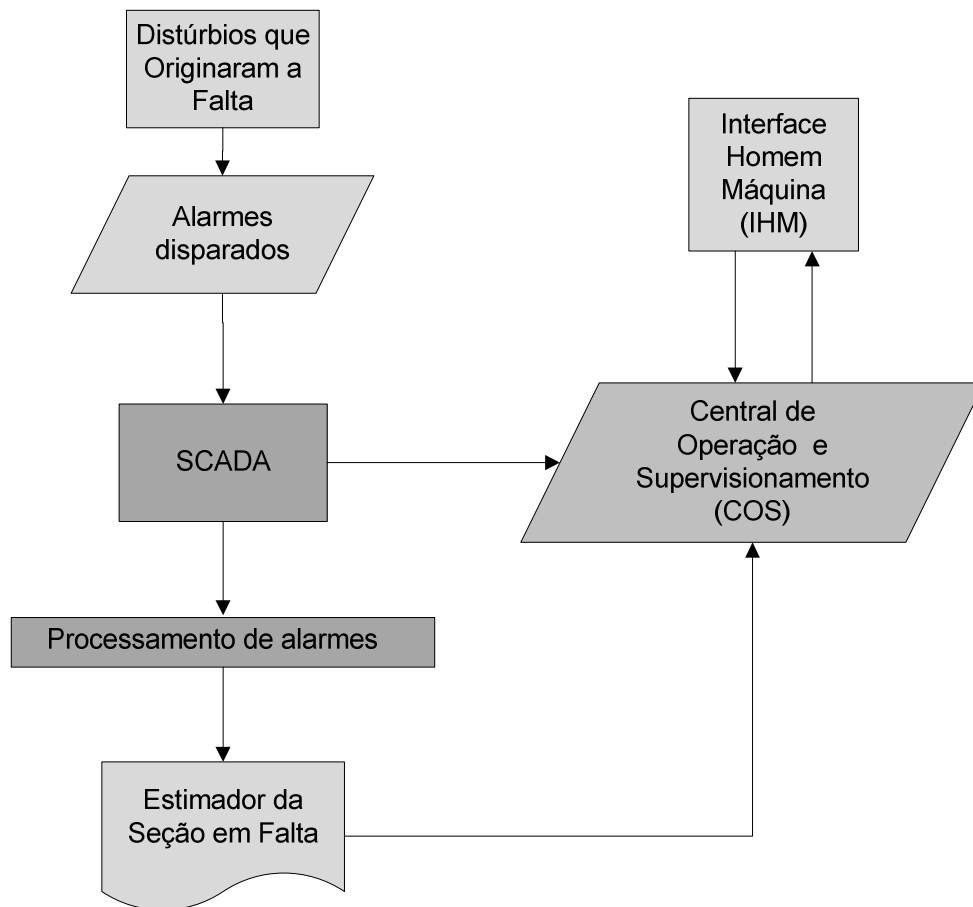 Distúrbios que
Originaram a
Falta
Alarmes
disparados
SCADA
Processamento de alarmes
Estimador da
Seção em Falta
Interface
Homem
Máquina
(IHM)
Central de
Operação e
Supervisionamento
(COS)